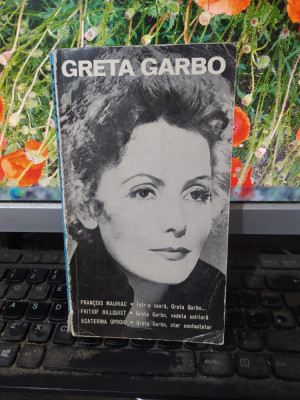 GRETA GARBO
FRANÇOIS MAURIAC • Într-o seară, Greta Garbo...
FRITIOF BILLQUIST • Greta Garbo, vedeta solitară
ECATERINA OPROIU • Greta Garbo, star contestatar